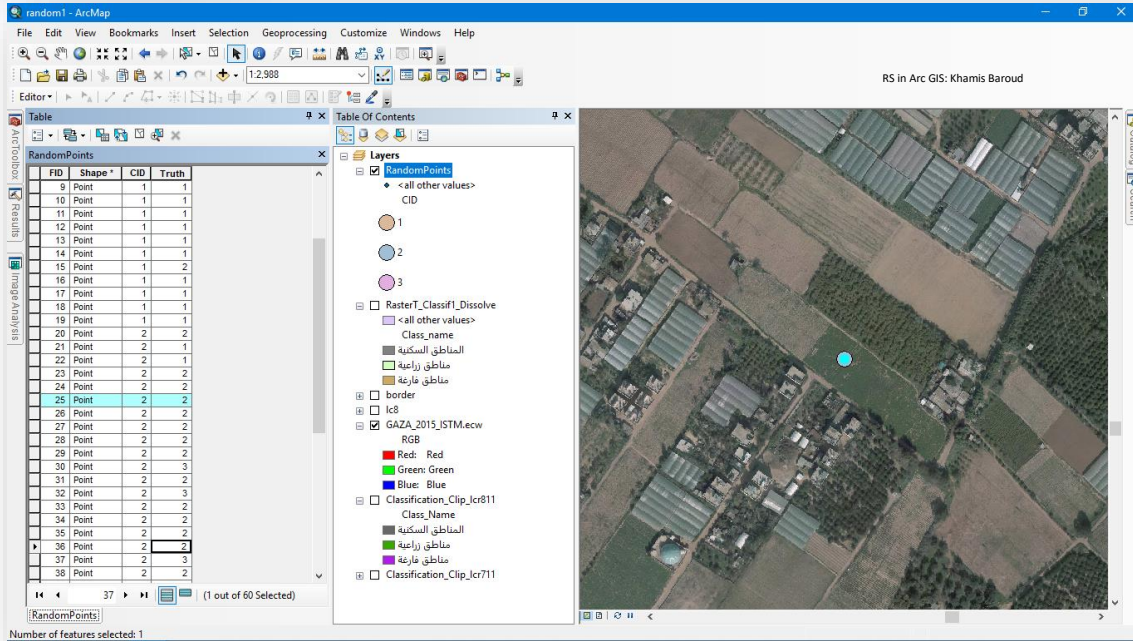 random1 - ArcMap
File Edit View Bookmarks Insert Selection Geoprocessing Customize Windows Help
1:2,988
RS in Arc GIS: Khamis Baroud
Editor
Table
Table Of Contents
ArcToolbox
Results
Image Analysis
RandomPoints
FID Shape * CID Truth
9 Point 1 1
10 Point 1 1
11 Point 1 1
12 Point 1 1
13 Point 1 1
14 Point 1 1
15 Point 1 2
16 Point 1 1
17 Point 1 1
18 Point 1 1
19 Point 1 1
20 Point 2 2
21 Point 2 1
22 Point 2 1
23 Point 2 2
24 Point 2 2
25 Point 2 2
26 Point 2 2
27 Point 2 2
28 Point 2 2
29 Point 2 2
30 Point 2 3
31 Point 2 2
32 Point 2 3
33 Point 2 2
34 Point 2 2
35 Point 2 2
36 Point 2 2
37 Point 2 3
38 Point 2 2
37 (1 out of 60 Selected)
RandomPoints
Number of features selected: 1
Layers
RandomPoints
<all other values>
CID
1
2
3
RasterT_Classif1_Dissolve
<all other values>
Class_name
المناطق السكنية
مناطق زراعية
مناطق فارغة
border
lc8
GAZA_2015_ISTM.ecw
RGB
Red: Red
Green: Green
Blue: Blue
Classification_Clip_lcr811
Class_Name
المناطق السكنية
مناطق زراعية
مناطق فارغة
Classification_Clip_lcr711